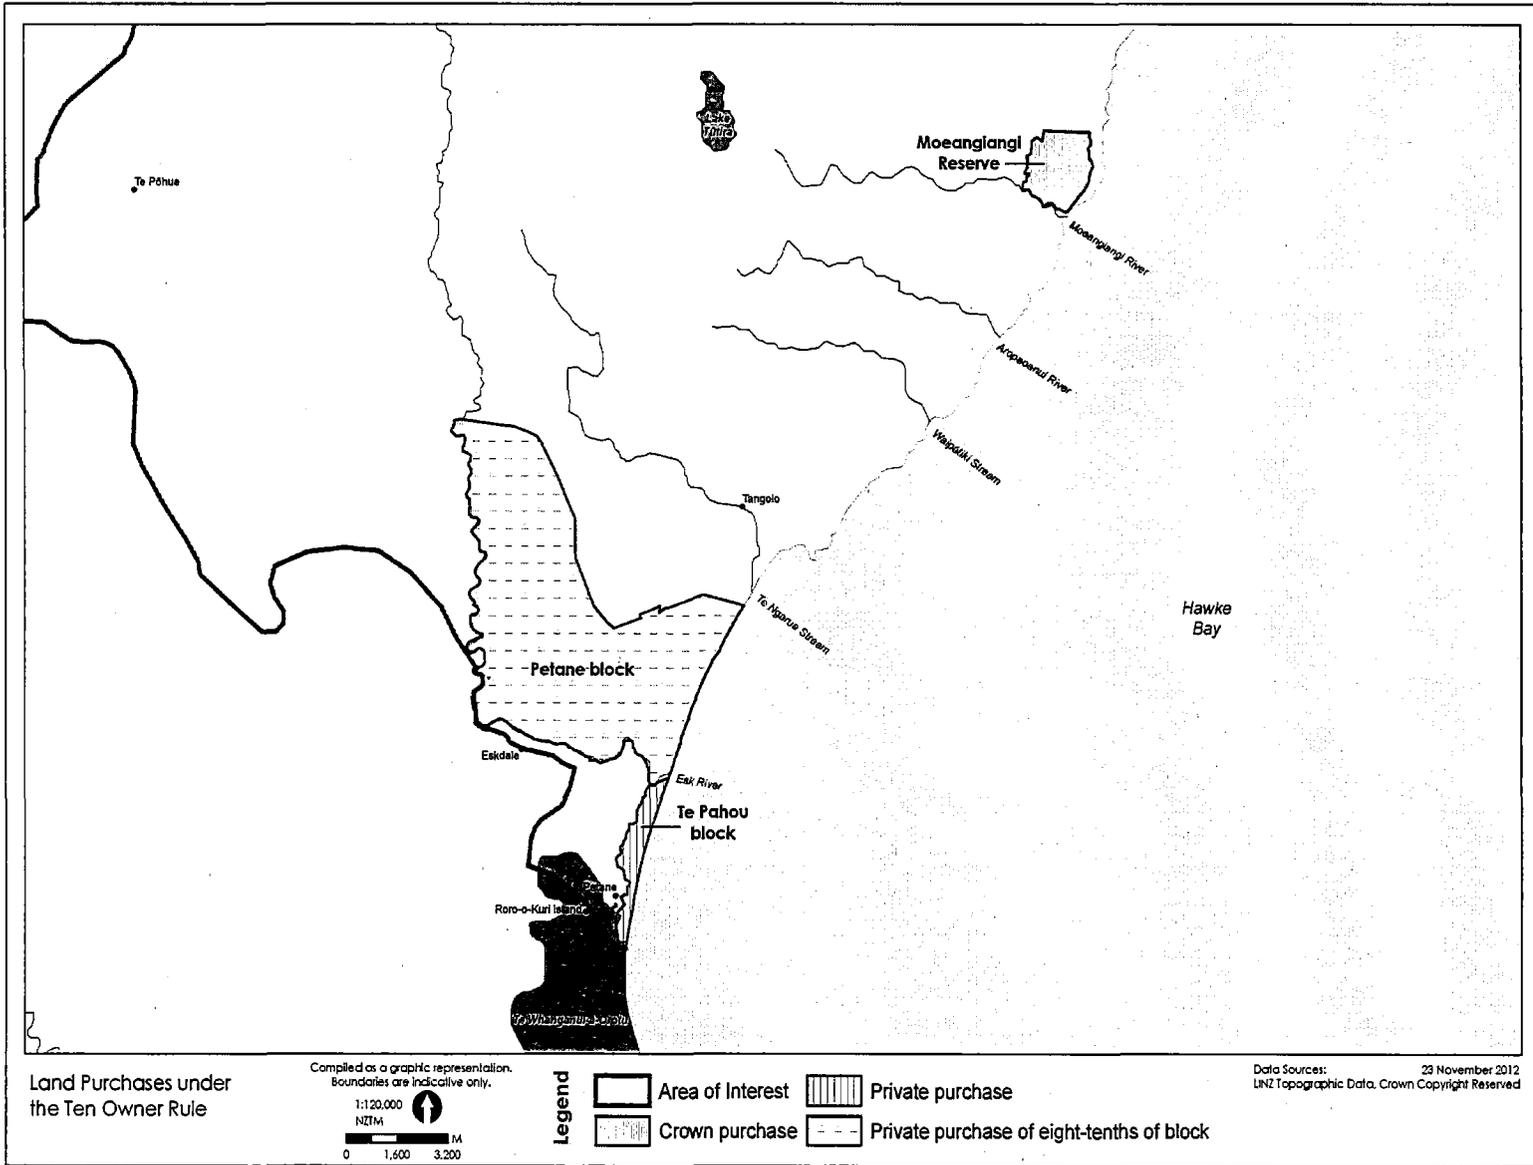 Lake
Tūtira
Moeangiangi
Reserve
Te Pōhue
Moeangiangi River
Aropaoanui River
Waipōtiki Stream
Tangoio
Te Ngarue Stream
Hawke
Bay
Petane block
Eskdale
Esk River
Te Pahou
block
Petane
Roro-o-Kuri Island
Te Whanganui-a-Orotu
Land Purchases under
the Ten Owner Rule
Compiled as a graphic representation.
Boundaries are indicative only.
1:120,000
NZTM
M
0 1,600 3,200
Legend
Area of Interest
Private purchase
Crown purchase
Private purchase of eight-tenths of block
Data Sources: 23 November 2012
LINZ Topographic Data, Crown Copyright Reserved